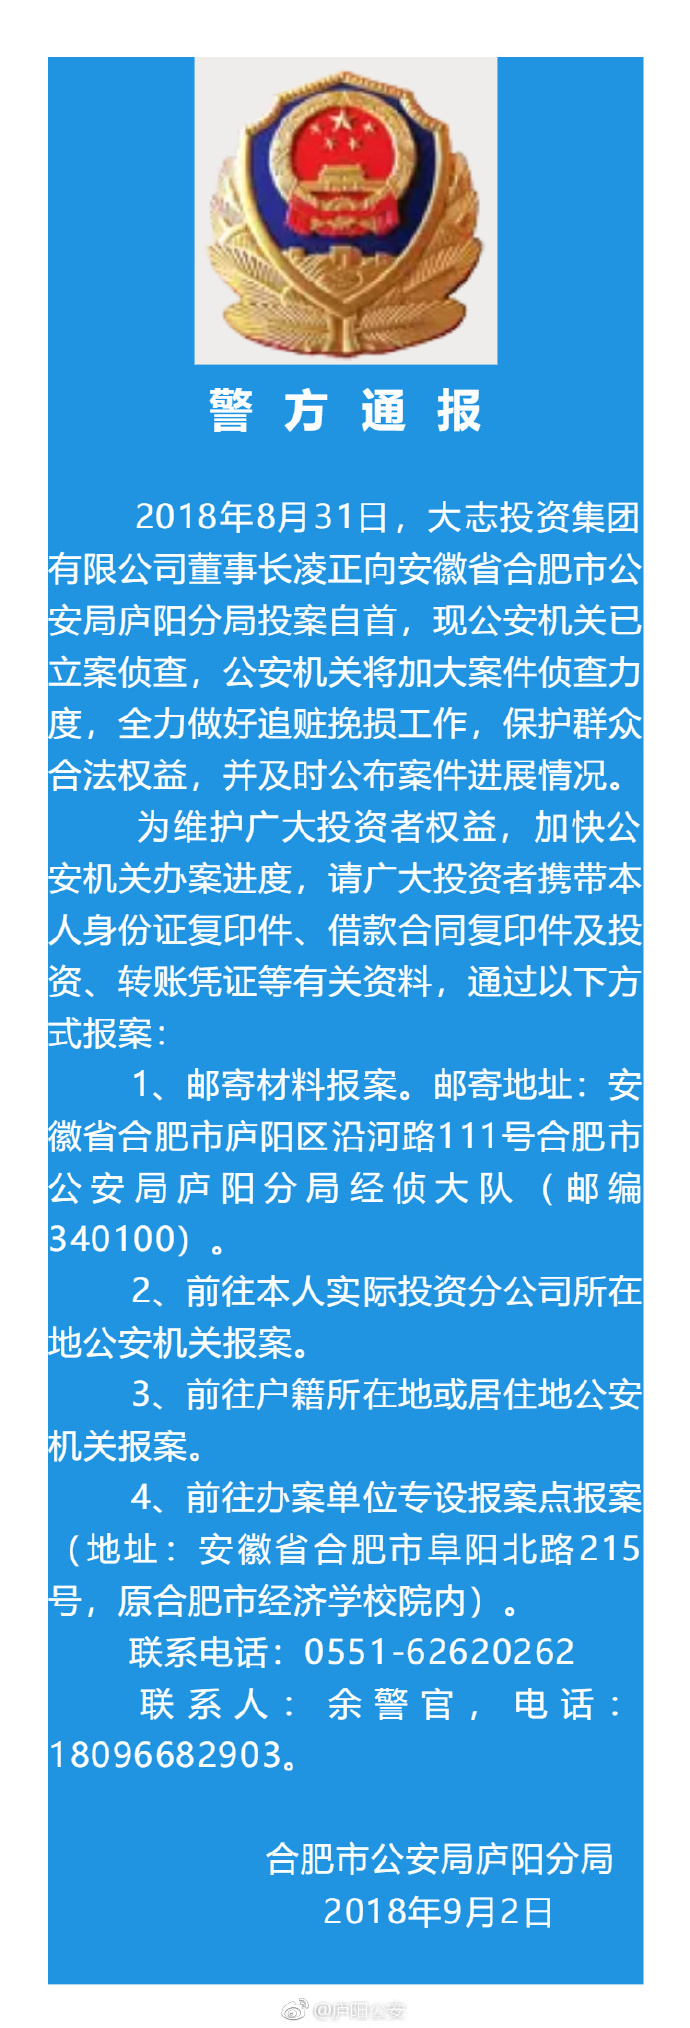 警方通报
2018年8月31日，大志投资集团
有限公司董事长凌正向安徽省合肥市公
安局庐阳分局投案自首，现公安机关已
立案侦查，公安机关将加大案件侦查力
度，全力做好追赃挽损工作，保护群众
合法权益，并及时公布案件进展情况。
为维护广大投资者权益，加快公
安机关办案进度，请广大投资者携带本
人身份证复印件、借款合同复印件及投
资、转账凭证等有关资料，通过以下方
式报案：
1、邮寄材料报案。邮寄地址：安
徽省合肥市庐阳区沿河路111号合肥市
公安局庐阳分局经侦大队（邮编
340100）。
2、前往本人实际投资分公司所在
地公安机关报案。
3、前往户籍所在地或居住地公安
机关报案。
4、前往办案单位专设报案点报案
（地址：安徽省合肥市阜阳北路215
号，原合肥市经济学校院内）。
联系电话：0551-62620262
联系人：余警官，电话：
18096682903。
合肥市公安局庐阳分局
2018年9月2日
@庐阳公安